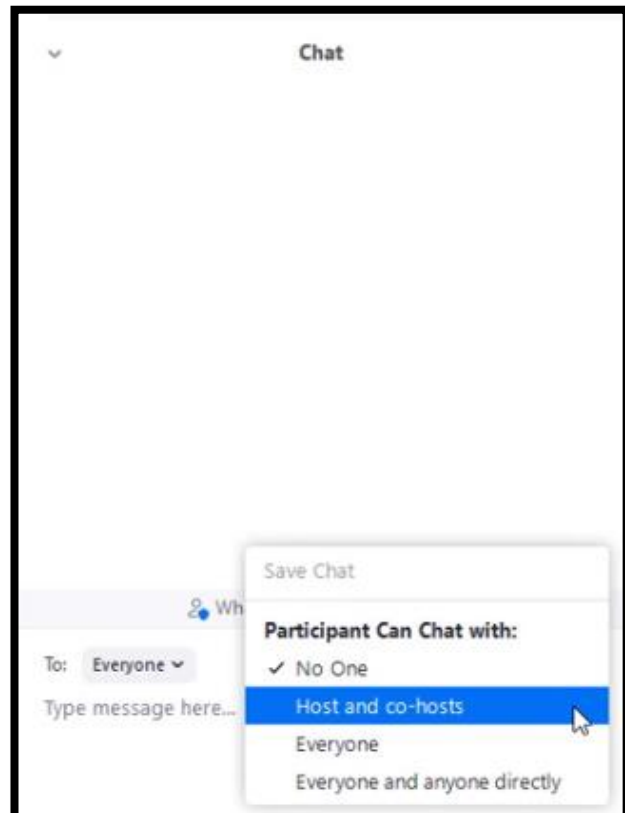 Chat
Save Chat
Wh
Participant Can Chat with:
To: Everyone
✓ No One
Type message here...
Host and co-hosts
Everyone
Everyone and anyone directly